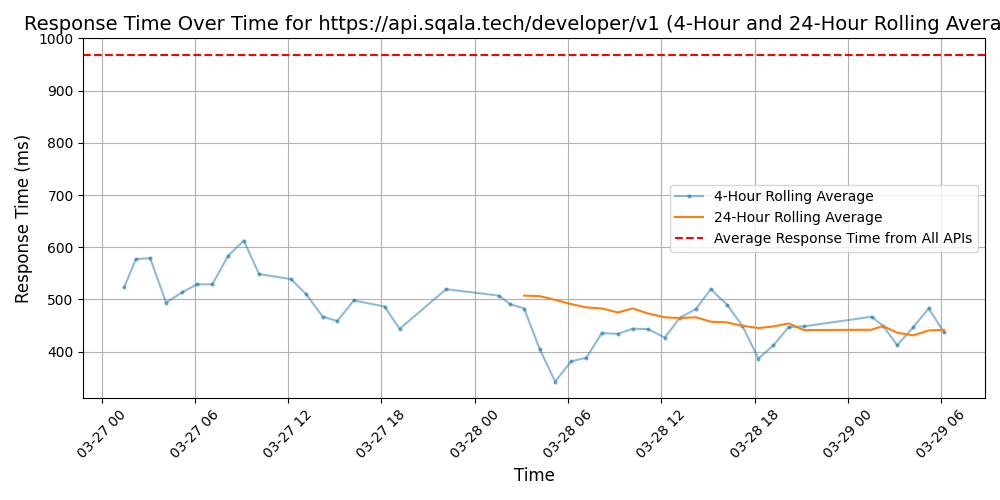 Response Time Over Time for https://api.sqala.tech/developer/v1 (4-Hour and 24-Hour Rolling Avera
Response Time (ms)
1000
900
800
700
600
500
400
4-Hour Rolling Average
24-Hour Rolling Average
Average Response Time from All APIs
03-27 00
03-27 06
03-27 12
03-27 18
03-28 00
03-28 06
03-28 12
03-28 18
03-29 00
03-29 06
Time